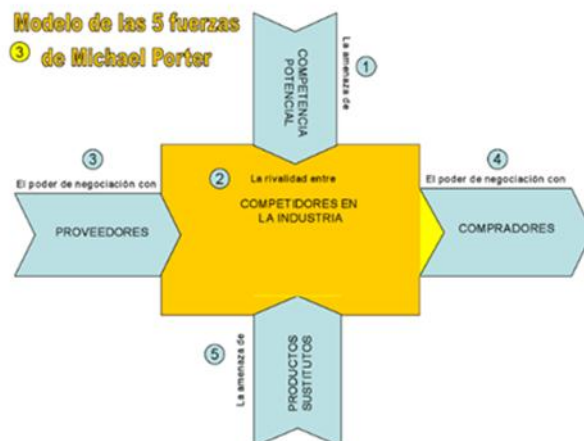 Modelo de las 5 fuerzas
3 de Michael Porter
1
La amenaza de
COMPETENCIA
POTENCIAL
3
El poder de negociación con
PROVEEDORES
2
La rivalidad entre
COMPETIDORES EN
LA INDUSTRIA
4
El poder de negociación con
COMPRADORES
5
La amenaza de
PRODUCTOS
SUSTITUTOS